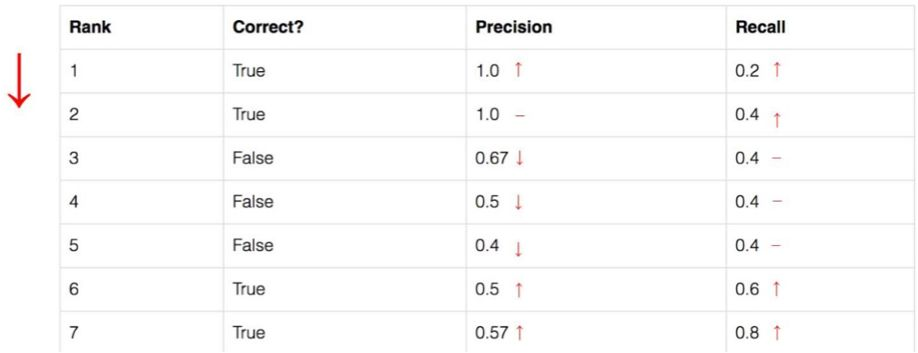 Rank Correct? Precision Recall
1 True 1.0 ↑ 0.2 ↑
2 True 1.0 – 0.4 ↑
3 False 0.67 ↓ 0.4 –
4 False 0.5 ↓ 0.4 –
5 False 0.4 ↓ 0.4 –
6 True 0.5 ↑ 0.6 ↑
7 True 0.57 ↑ 0.8 ↑